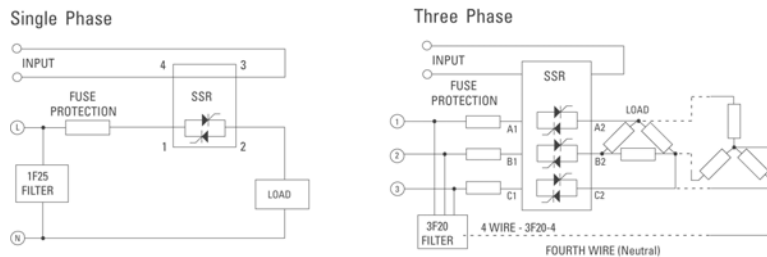 Single Phase
INPUT
4
3
FUSE
PROTECTION
SSR
L
1
2
1F25
FILTER
LOAD
N
Three Phase
INPUT
FUSE
PROTECTION
SSR
LOAD
1
A1
A2
2
B1
B2
3
C1
C2
3F20
FILTER
4 WIRE - 3F20-4
FOURTH WIRE (Neutral)